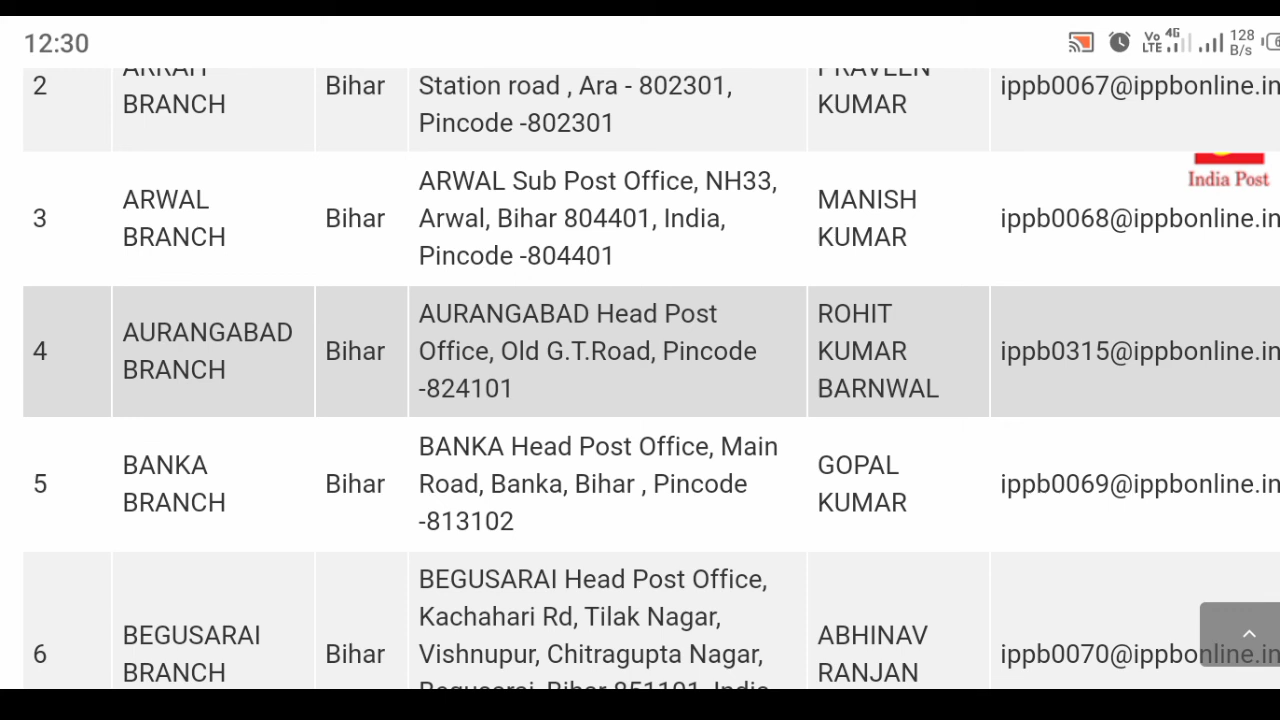 12:30
Vo LTE 4G 128 B/s
2 BRANCH Bihar Station road , Ara - 802301, Pincode -802301 KUMAR ippb0067@ippbonline.in
India Post
3 ARWAL BRANCH Bihar ARWAL Sub Post Office, NH33, Arwal, Bihar 804401, India, Pincode -804401 MANISH KUMAR ippb0068@ippbonline.in
4 AURANGABAD BRANCH Bihar AURANGABAD Head Post Office, Old G.T.Road, Pincode -824101 ROHIT KUMAR BARNWAL ippb0315@ippbonline.in
5 BANKA BRANCH Bihar BANKA Head Post Office, Main Road, Banka, Bihar , Pincode -813102 GOPAL KUMAR ippb0069@ippbonline.in
6 BEGUSARAI BRANCH Bihar BEGUSARAI Head Post Office, Kachahari Rd, Tilak Nagar, Vishnupur, Chitragupta Nagar, ABHINAV RANJAN ippb0070@ippbonline.in